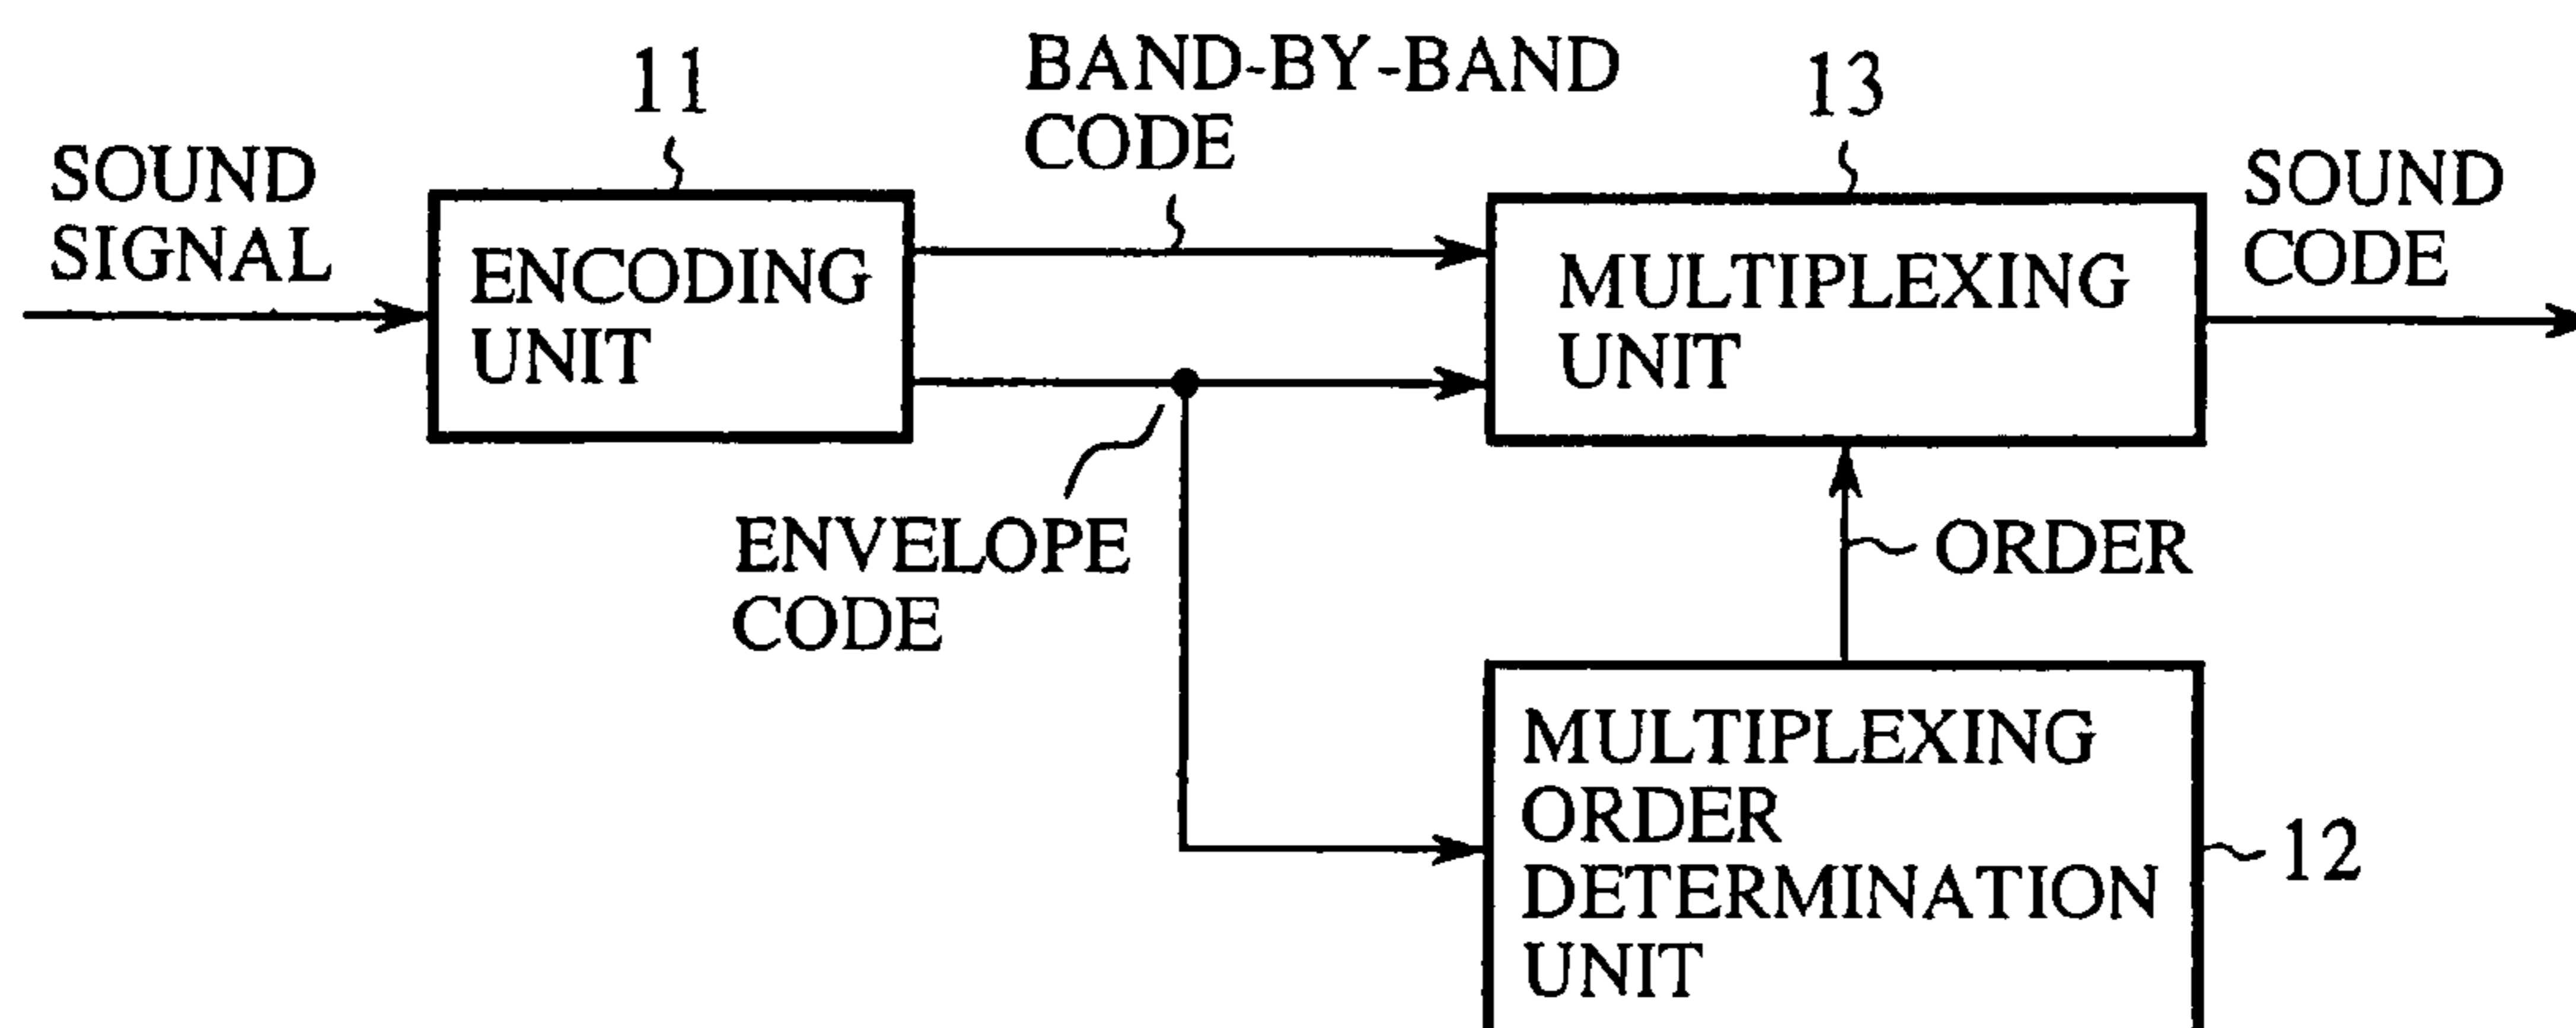 11
BAND-BY-BAND
CODE
13
SOUND
SIGNAL
ENCODING
UNIT
MULTIPLEXING
UNIT
SOUND
CODE
ENVELOPE
CODE
ORDER
MULTIPLEXING
ORDER
DETERMINATION
UNIT
12